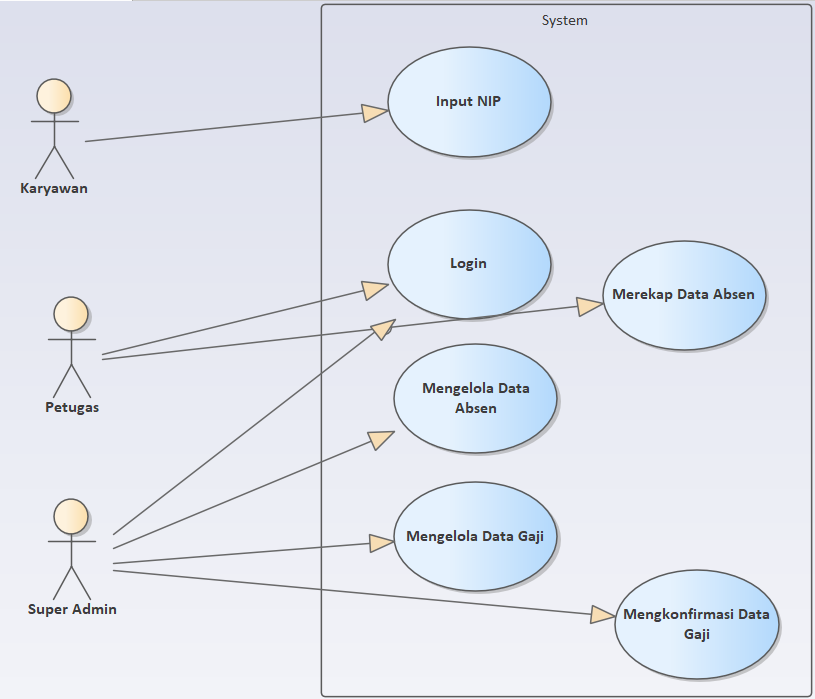 System
Input NIP
Karyawan
Login
Merekap Data Absen
Petugas
Mengelola Data
Absen
Mengelola Data Gaji
Super Admin
Mengkonfirmasi Data
Gaji